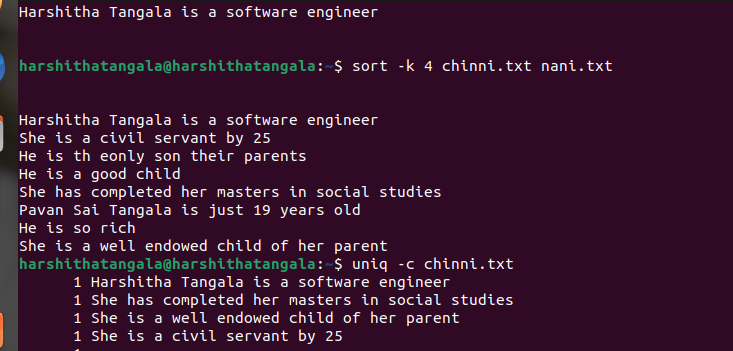 Harshitha Tangala is a software engineer
harshithatangala@harshithatangala:~$ sort -k 4 chinni.txt nani.txt
Harshitha Tangala is a software engineer
She is a civil servant by 25
He is th eonly son their parents
He is a good child
She has completed her masters in social studies
Pavan Sai Tangala is just 19 years old
He is so rich
She is a well endowed child of her parent
harshithatangala@harshithatangala:~$ uniq -c chinni.txt
1 Harshitha Tangala is a software engineer
1 She has completed her masters in social studies
1 She is a well endowed child of her parent
1 She is a civil servant by 25